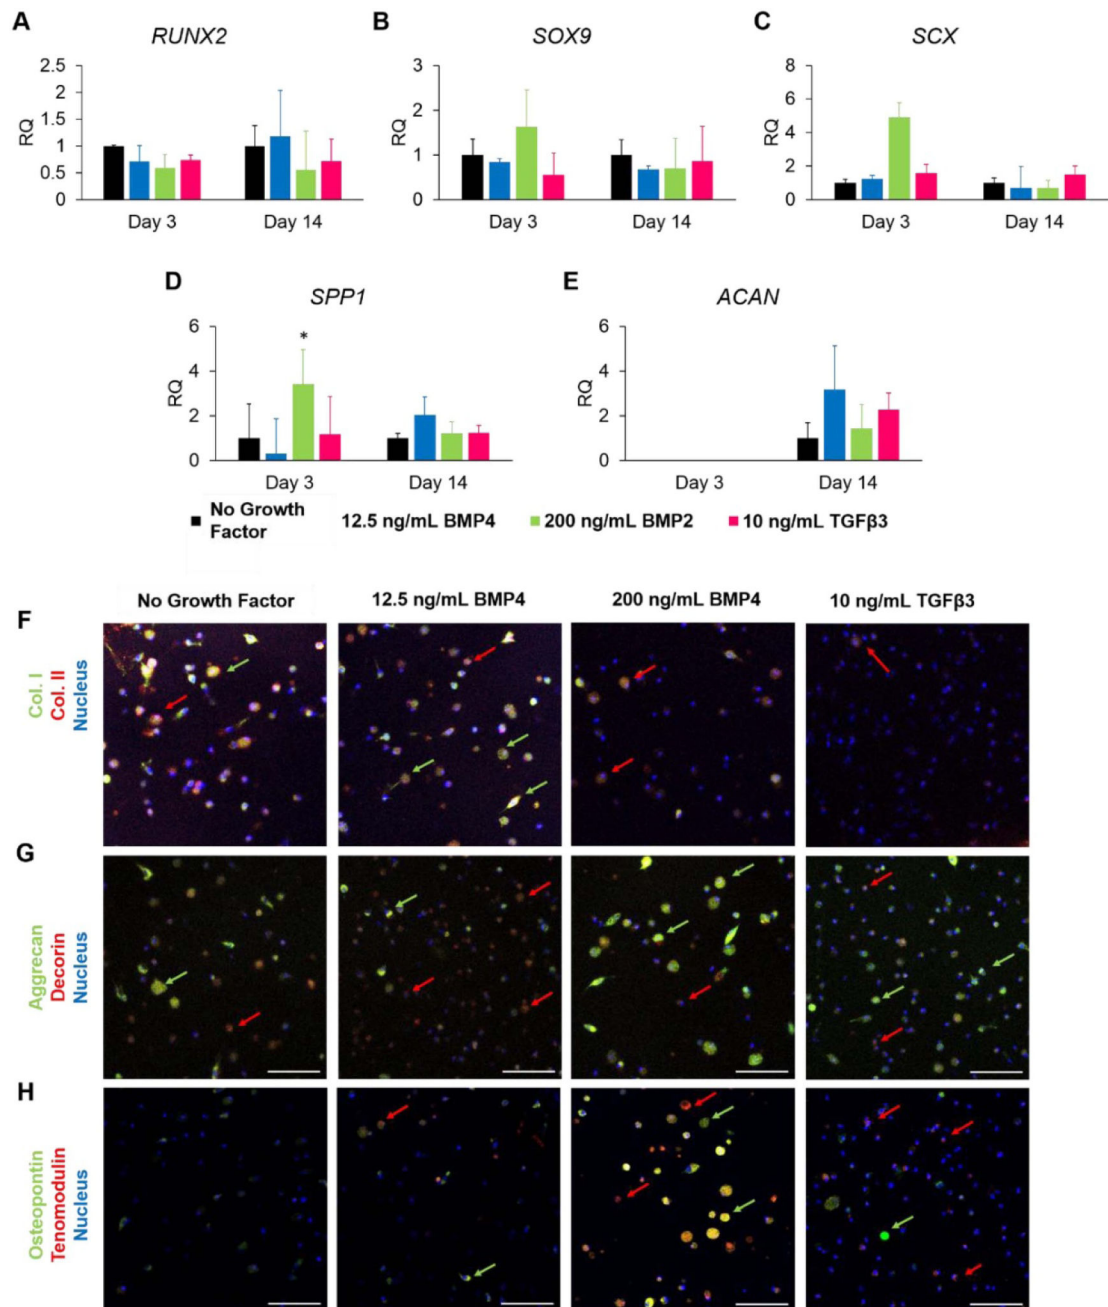 A
RUNX2
B
SOX9
C
SCX
2.5
2
1.5
1
0.5
0
RQ
Day 3
Day 14
3
2
1
0
RQ
Day 3
Day 14
8
6
4
2
0
RQ
Day 3
Day 14
D
SPP1
E
ACAN
6
4
2
0
RQ
*
Day 3
Day 14
6
4
2
0
RQ
Day 3
Day 14
No Growth
Factor
12.5 ng/mL BMP4
200 ng/mL BMP2
10 ng/mL TGFβ3
No Growth Factor
12.5 ng/mL BMP4
200 ng/mL BMP4
10 ng/mL TGFβ3
F
Col. I
Col. II
Nucleus
G
Aggrecan
Decorin
Nucleus
H
Osteopontin
Tenomodulin
Nucleus